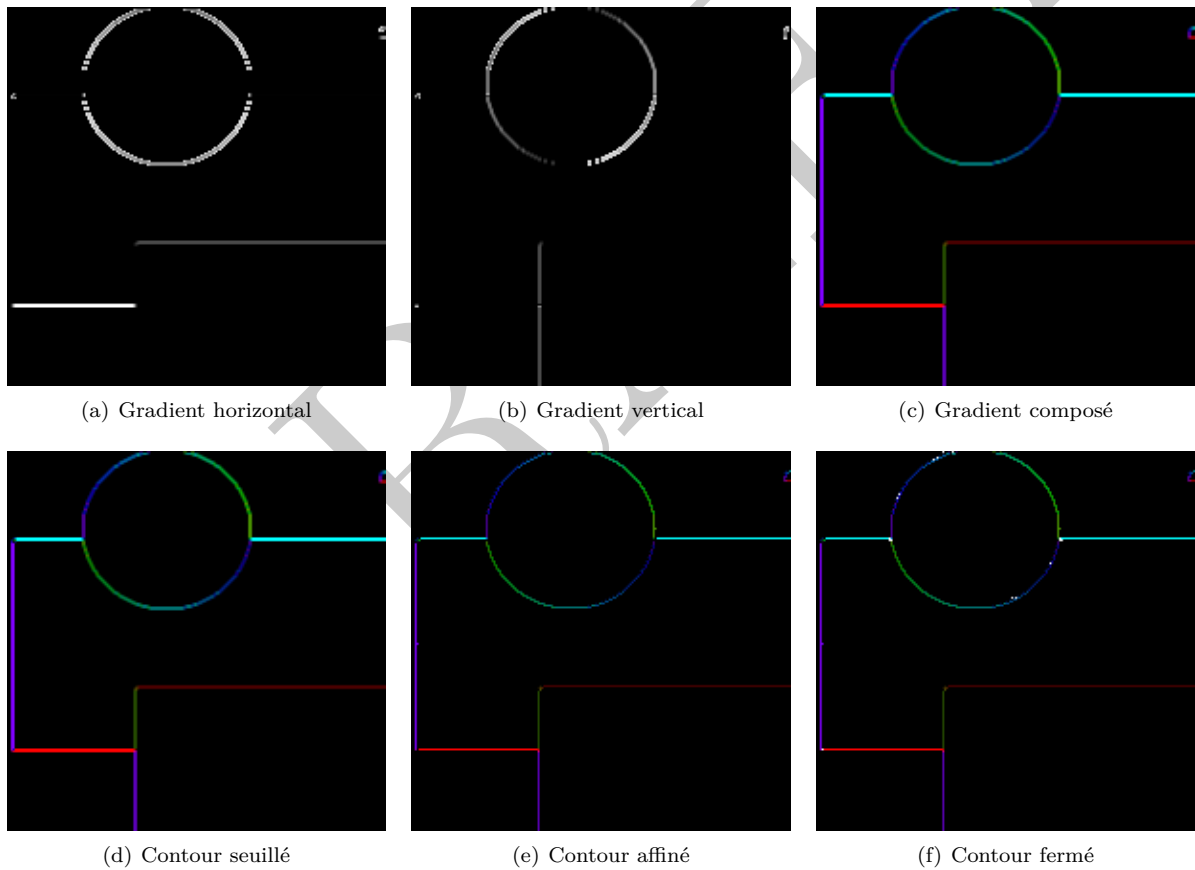 (a) Gradient horizontal
(b) Gradient vertical
(c) Gradient composé
(d) Contour seuillé
(e) Contour affiné
(f) Contour fermé